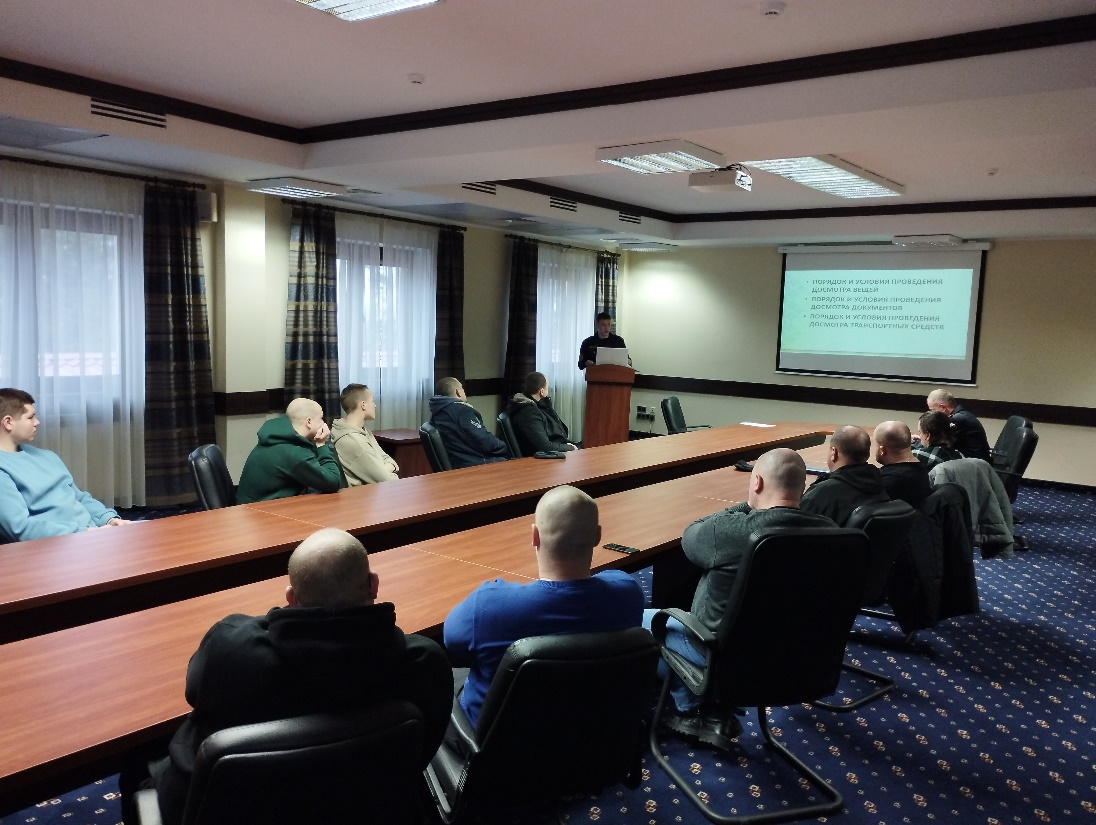 • ПОРЯДОК И УСЛОВИЯ ПРОВЕДЕНИЯ
ДОСМОТРА ВЕЩЕЙ
• ПОРЯДОК И УСЛОВИЯ ПРОВЕДЕНИЯ
ДОСМОТРА ДОКУМЕНТОВ
• ПОРЯДОК И УСЛОВИЯ ПРОВЕДЕНИЯ
ДОСМОТРА ТРАНСПОРТНЫХ СРЕДСТВ